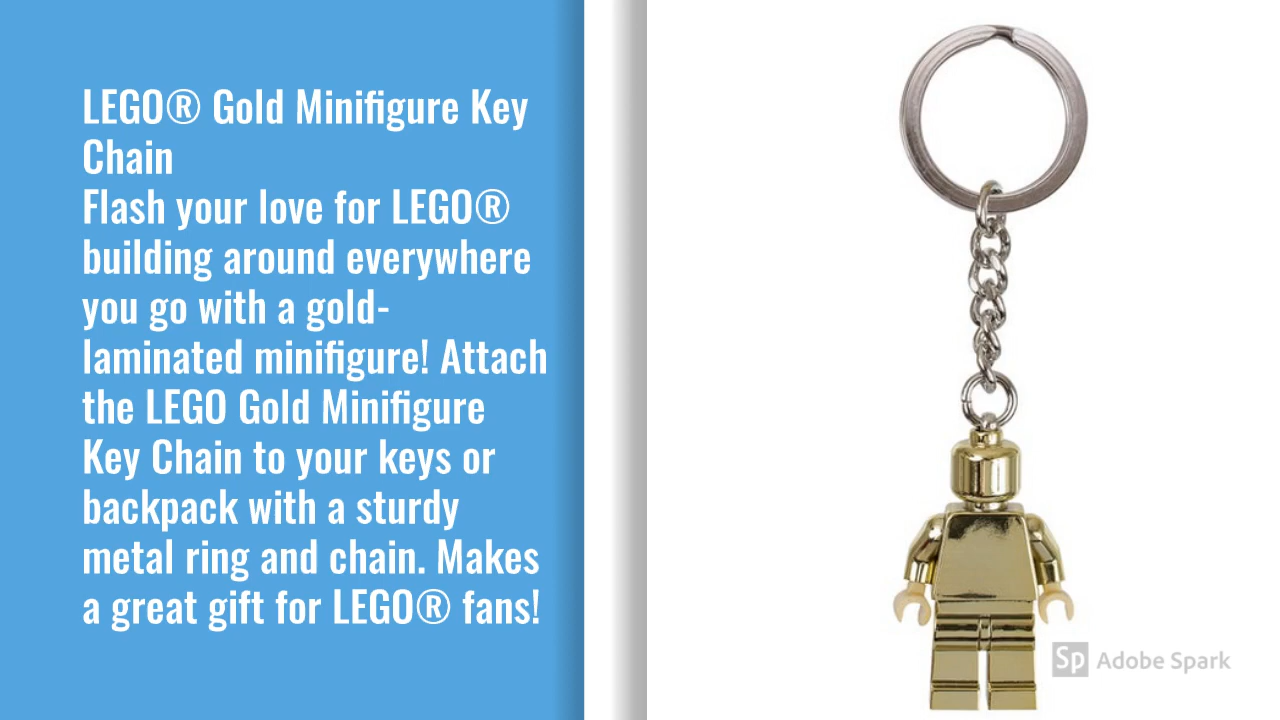 LEGO® Gold Minifigure Key
Chain
Flash your love for LEGO®
building around everywhere
you go with a gold-
laminated minifigure! Attach
the LEGO Gold Minifigure
Key Chain to your keys or
backpack with a sturdy
metal ring and chain. Makes
a great gift for LEGO® fans!
Sp Adobe Spark